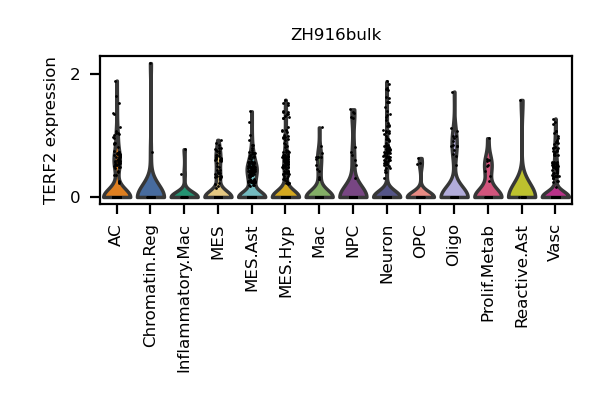 ZH916bulk
TERF2 expression
2
0
AC
Chromatin.Reg
Inflammatory.Mac
MES
MES.Ast
MES.Hyp
Mac
NPC
Neuron
OPC
Oligo
Prolif.Metab
Reactive.Ast
Vasc